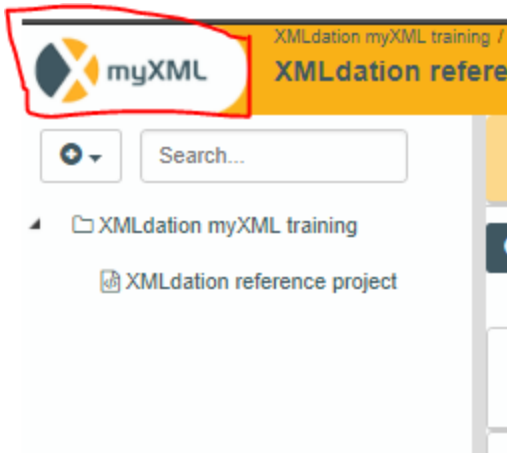 XMLdation myXML training /
myXML
XMLdation refere
Search...
XMLdation myXML training
XMLdation reference project